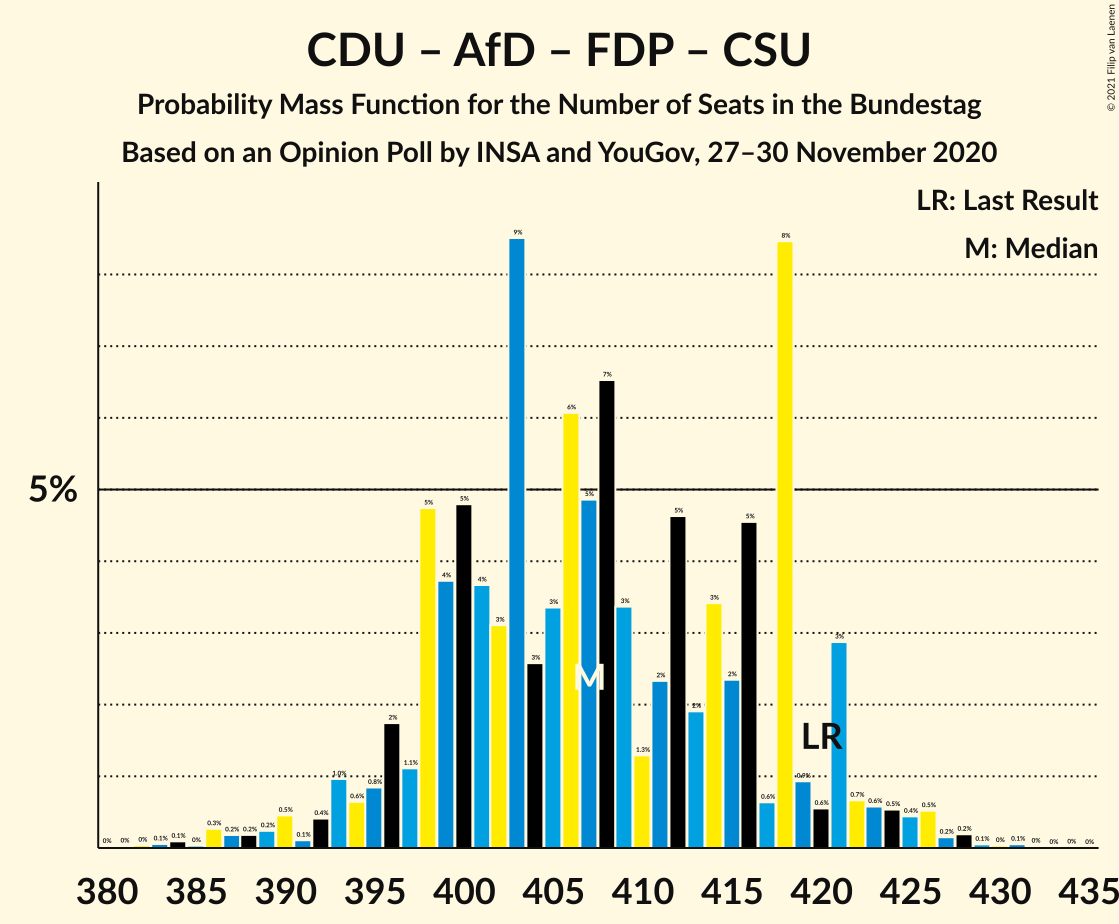 CDU – AfD – FDP – CSU
Probability Mass Function for the Number of Seats in the Bundestag
Based on an Opinion Poll by INSA and YouGov, 27–30 November 2020
© 2021 Filip van Laenen
LR: Last Result
M: Median
5%
0% 0% 0% 0.1% 0.1% 0% 0.3% 0.2% 0.2% 0.2% 0.5% 0.1% 0.4% 1.0% 0.6% 0.8% 2% 1.1% 5% 4% 5% 4% 3% 9% 3% 3% 6% 5% 7% 3% 1.3% 2% 5% 2% 3% 2% 5% 0.6% 8% 0.9% 0.6% 3% 0.7% 0.6% 0.5% 0.4% 0.5% 0.2% 0.2% 0.1% 0% 0.1% 0% 0% 0% 0%
M
LR
380 385 390 395 400 405 410 415 420 425 430 435